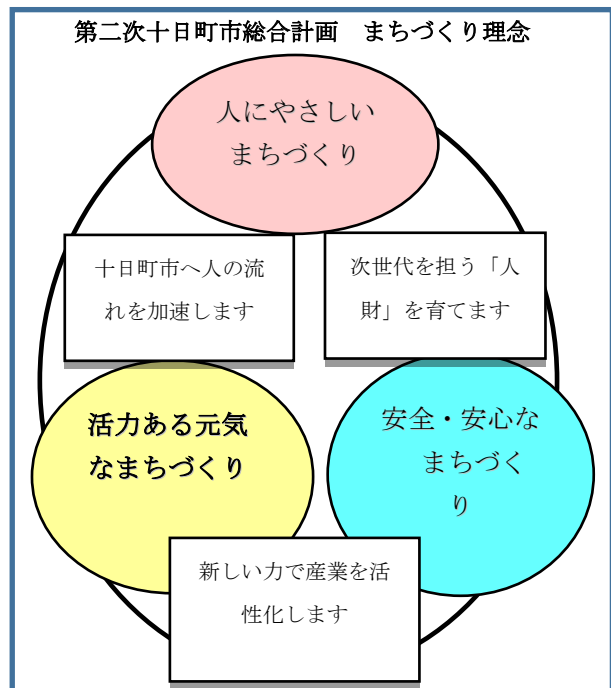 第二次十日町市総合計画　まちづくり理念
人にやさしい
まちづくり
十日町市へ人の流
れを加速します
次世代を担う「人
財」を育てます
活力ある元気
なまちづくり
安全・安心な
まちづく
り
新しい力で産業を活
性化します